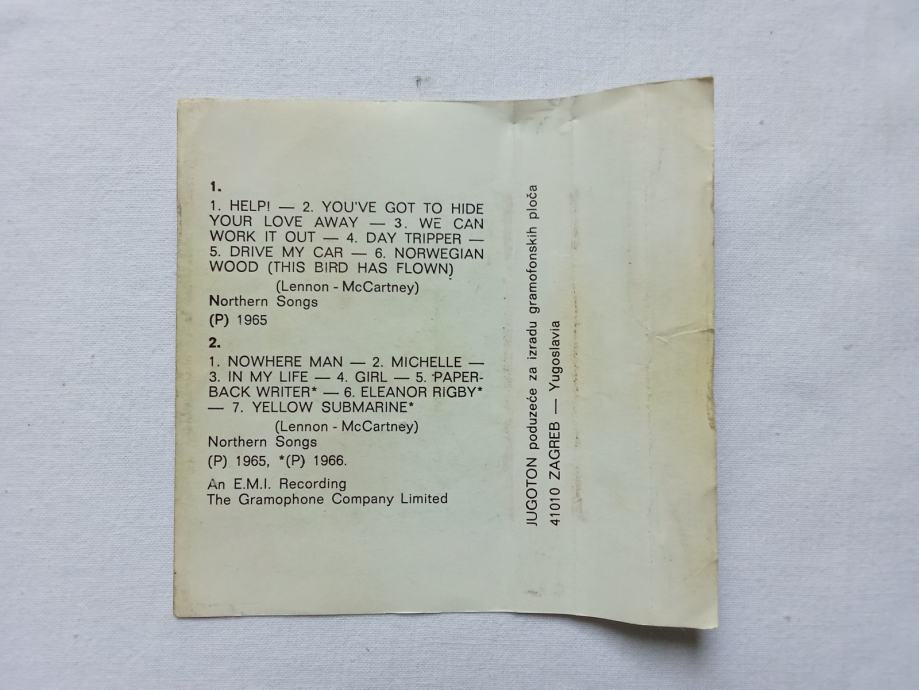 1.
1. HELP! — 2. YOU'VE GOT TO HIDE
YOUR LOVE AWAY — 3. WE CAN
WORK IT OUT — 4. DAY TRIPPER —
5. DRIVE MY CAR — 6. NORWEGIAN
WOOD (THIS BIRD HAS FLOWN)
(Lennon - McCartney)
Northern Songs
(P) 1965
2.
1. NOWHERE MAN — 2. MICHELLE —
3. IN MY LIFE — 4. GIRL — 5. PAPER-
BACK WRITER* — 6. ELEANOR RIGBY*
— 7. YELLOW SUBMARINE*
(Lennon - McCartney)
Northern Songs
(P) 1965, *(P) 1966.
An E.M.I. Recording
The Gramophone Company Limited
JUGOTON poduzeće za izradu gramofonskih ploča
41010 ZAGREB — Yugoslavia